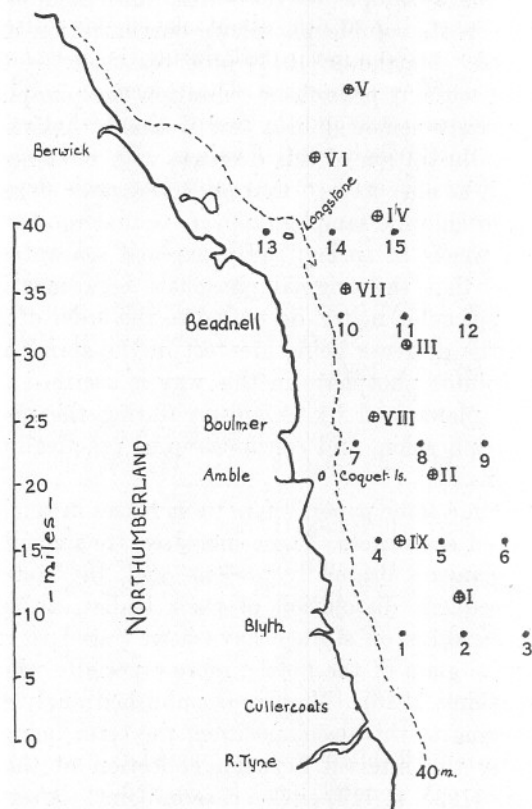 V
Berwick
VI
Longstone
IV
40
13
14
15
35
VII
10
11
12
Beadnell
III
30
VIII
25
Boulmer
7
8
9
Amble
Coquet-Is.
II
20
miles
NORTHUMBERLAND
15
IX
5
6
I
10
Blyth
1
2
3
5
Cullercoats
0
R.Tyne
40 m.